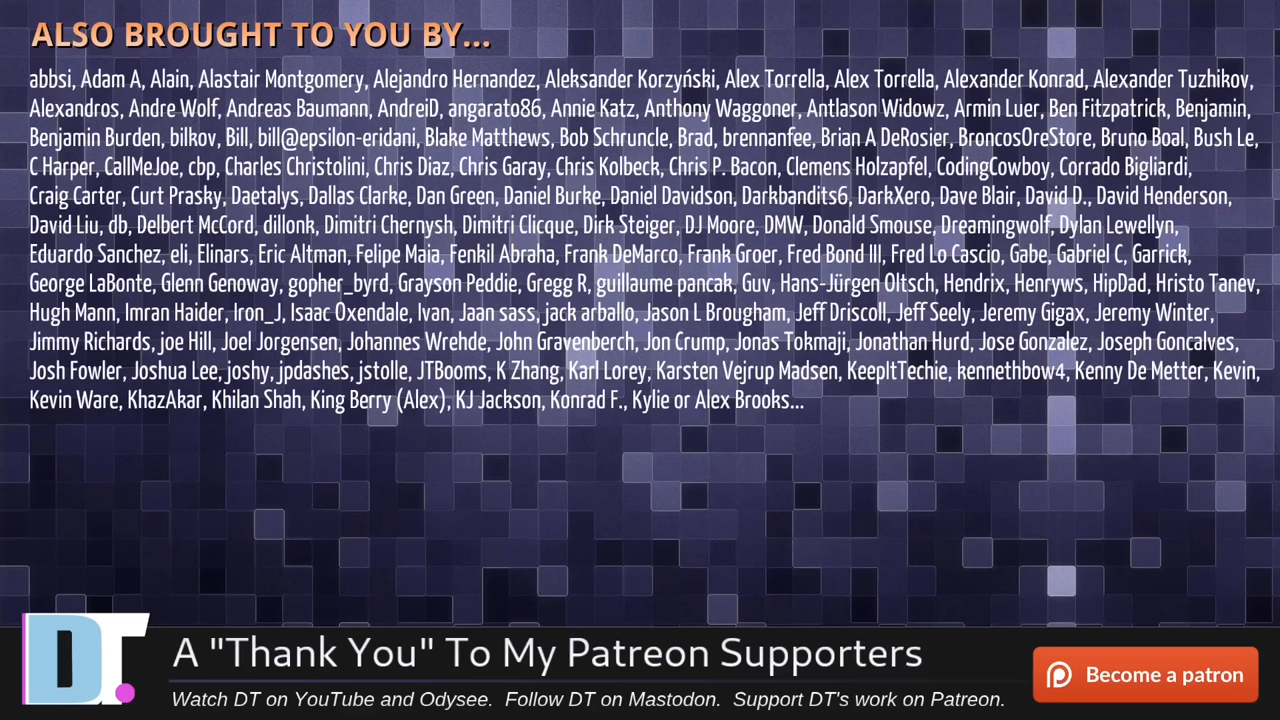 ALSO BROUGHT TO YOU BY...
abbsi, Adam A, Alain, Alastair Montgomery, Alejandro Hernandez, Aleksander Korzyński, Alex Torrella, Alex Torrella, Alexander Konrad, Alexander Tuzhikov,
Alexandros, Andre Wolf, Andreas Baumann, AndreiD, angarato86, Annie Katz, Anthony Waggoner, Antlason Widowz, Armin Luer, Ben Fitzpatrick, Benjamin,
Benjamin Burden, bilkov, Bill, bill@epsilon-eridani, Blake Matthews, Bob Schruncle, Brad, brennanfee, Brian A DeRosier, BroncosOreStore, Bruno Boal, Bush Le,
C Harper, CallMeJoe, cbp, Charles Christolini, Chris Diaz, Chris Garay, Chris Kolbeck, Chris P. Bacon, Clemens Holzapfel, CodingCowboy, Corrado Bigliardi,
Craig Carter, Curt Prasky, Daetalys, Dallas Clarke, Dan Green, Daniel Burke, Daniel Davidson, Darkbandits6, DarkXero, Dave Blair, David D., David Henderson,
David Liu, db, Delbert McCord, dillonk, Dimitri Chernysh, Dimitri Clicque, Dirk Steiger, DJ Moore, DMW, Donald Smouse, Dreamingwolf, Dylan Lewellyn,
Eduardo Sanchez, eli, Elinars, Eric Altman, Felipe Maia, Fenkil Abraha, Frank DeMarco, Frank Groer, Fred Bond III, Fred Lo Cascio, Gabe, Gabriel C, Garrick,
George LaBonte, Glenn Genoway, gopher_byrd, Grayson Peddie, Gregg R, guillaume pancak, Guv, Hans-Jürgen Oltsch, Hendrix, Henryws, HipDad, Hristo Tanev,
Hugh Mann, Imran Haider, Iron_J, Isaac Oxendale, Ivan, Jaan sass, jack arballo, Jason L Brougham, Jeff Driscoll, Jeff Seely, Jeremy Gigax, Jeremy Winter,
Jimmy Richards, joe Hill, Joel Jorgensen, Johannes Wrehde, John Gravenberch, Jon Crump, Jonas Tokmaji, Jonathan Hurd, Jose Gonzalez, Joseph Goncalves,
Josh Fowler, Joshua Lee, joshy, jpdashes, jstolle, JTBooms, K Zhang, Karl Lorey, Karsten Vejrup Madsen, KeepItTechie, kennethbow4, Kenny De Metter, Kevin,
Kevin Ware, KhazAkar, Khilan Shah, King Berry (Alex), KJ Jackson, Konrad F., Kylie or Alex Brooks...
DT
A "Thank You" To My Patreon Supporters
Watch DT on YouTube and Odysee. Follow DT on Mastodon. Support DT's work on Patreon.
Become a patron